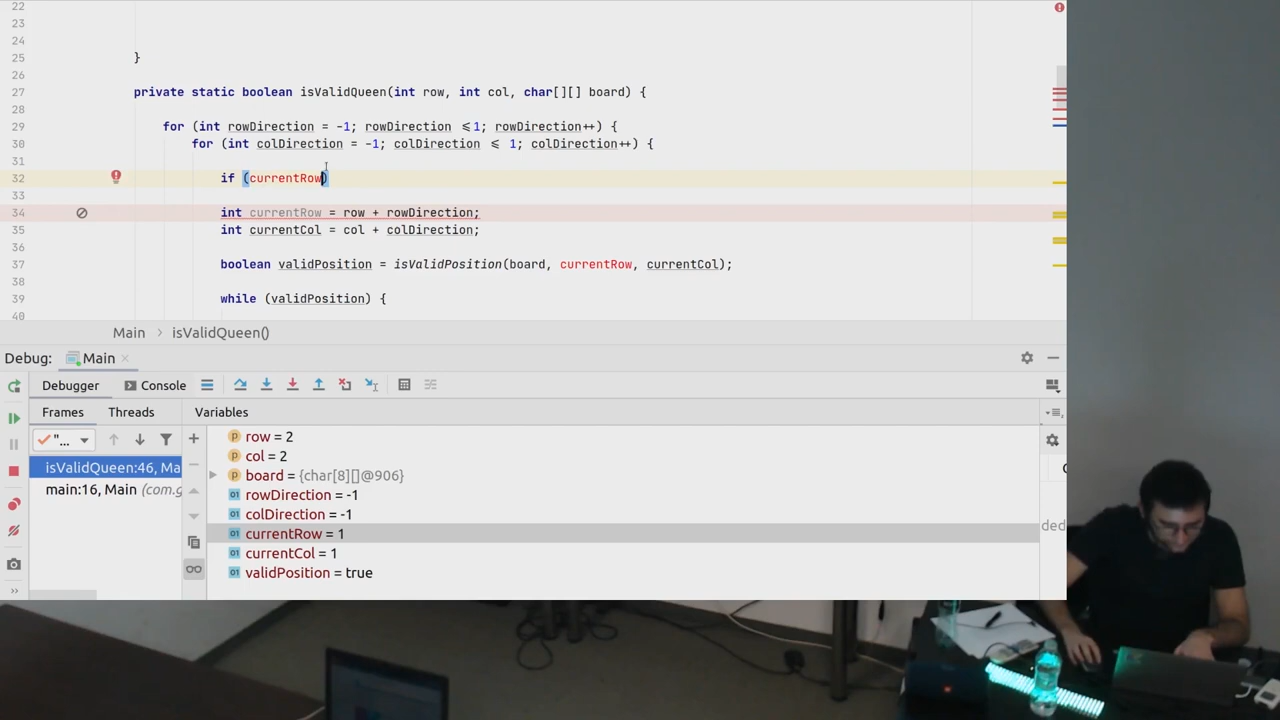 22
23
24
25 }
26
27 private static boolean isValidQueen(int row, int col, char[][] board) {
28
29 for (int rowDirection = -1; rowDirection ≤1; rowDirection++) {
30 for (int colDirection = -1; colDirection ≤ 1; colDirection++) {
31
32 if (currentRow)
33
34 int currentRow = row + rowDirection;
35 int currentCol = col + colDirection;
36
37 boolean validPosition = isValidPosition(board, currentRow, currentCol);
38
39 while (validPosition) {
40
Main > isValidQueen()
Debug: Main ×
Debugger Console
Frames Threads Variables
"...
isValidQueen:46, Ma
main:16, Main (com.g
row = 2
col = 2
board = {char[8][]@906}
rowDirection = -1
colDirection = -1
currentRow = 1
currentCol = 1
validPosition = true
ded